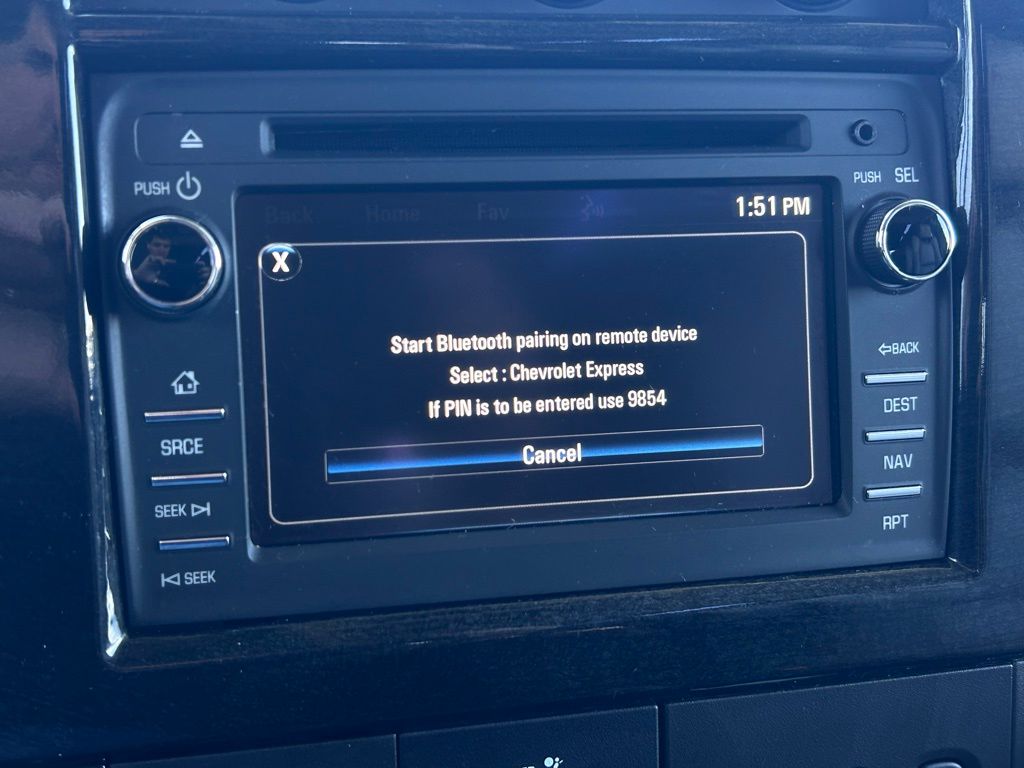 PUSH
PUSH SEL
Back Home Fav 1:51 PM
X
Start Bluetooth pairing on remote device
Select : Chevrolet Express
If PIN is to be entered use 9854
Cancel
SRCE
SEEK
SEEK
BACK
DEST
NAV
RPT